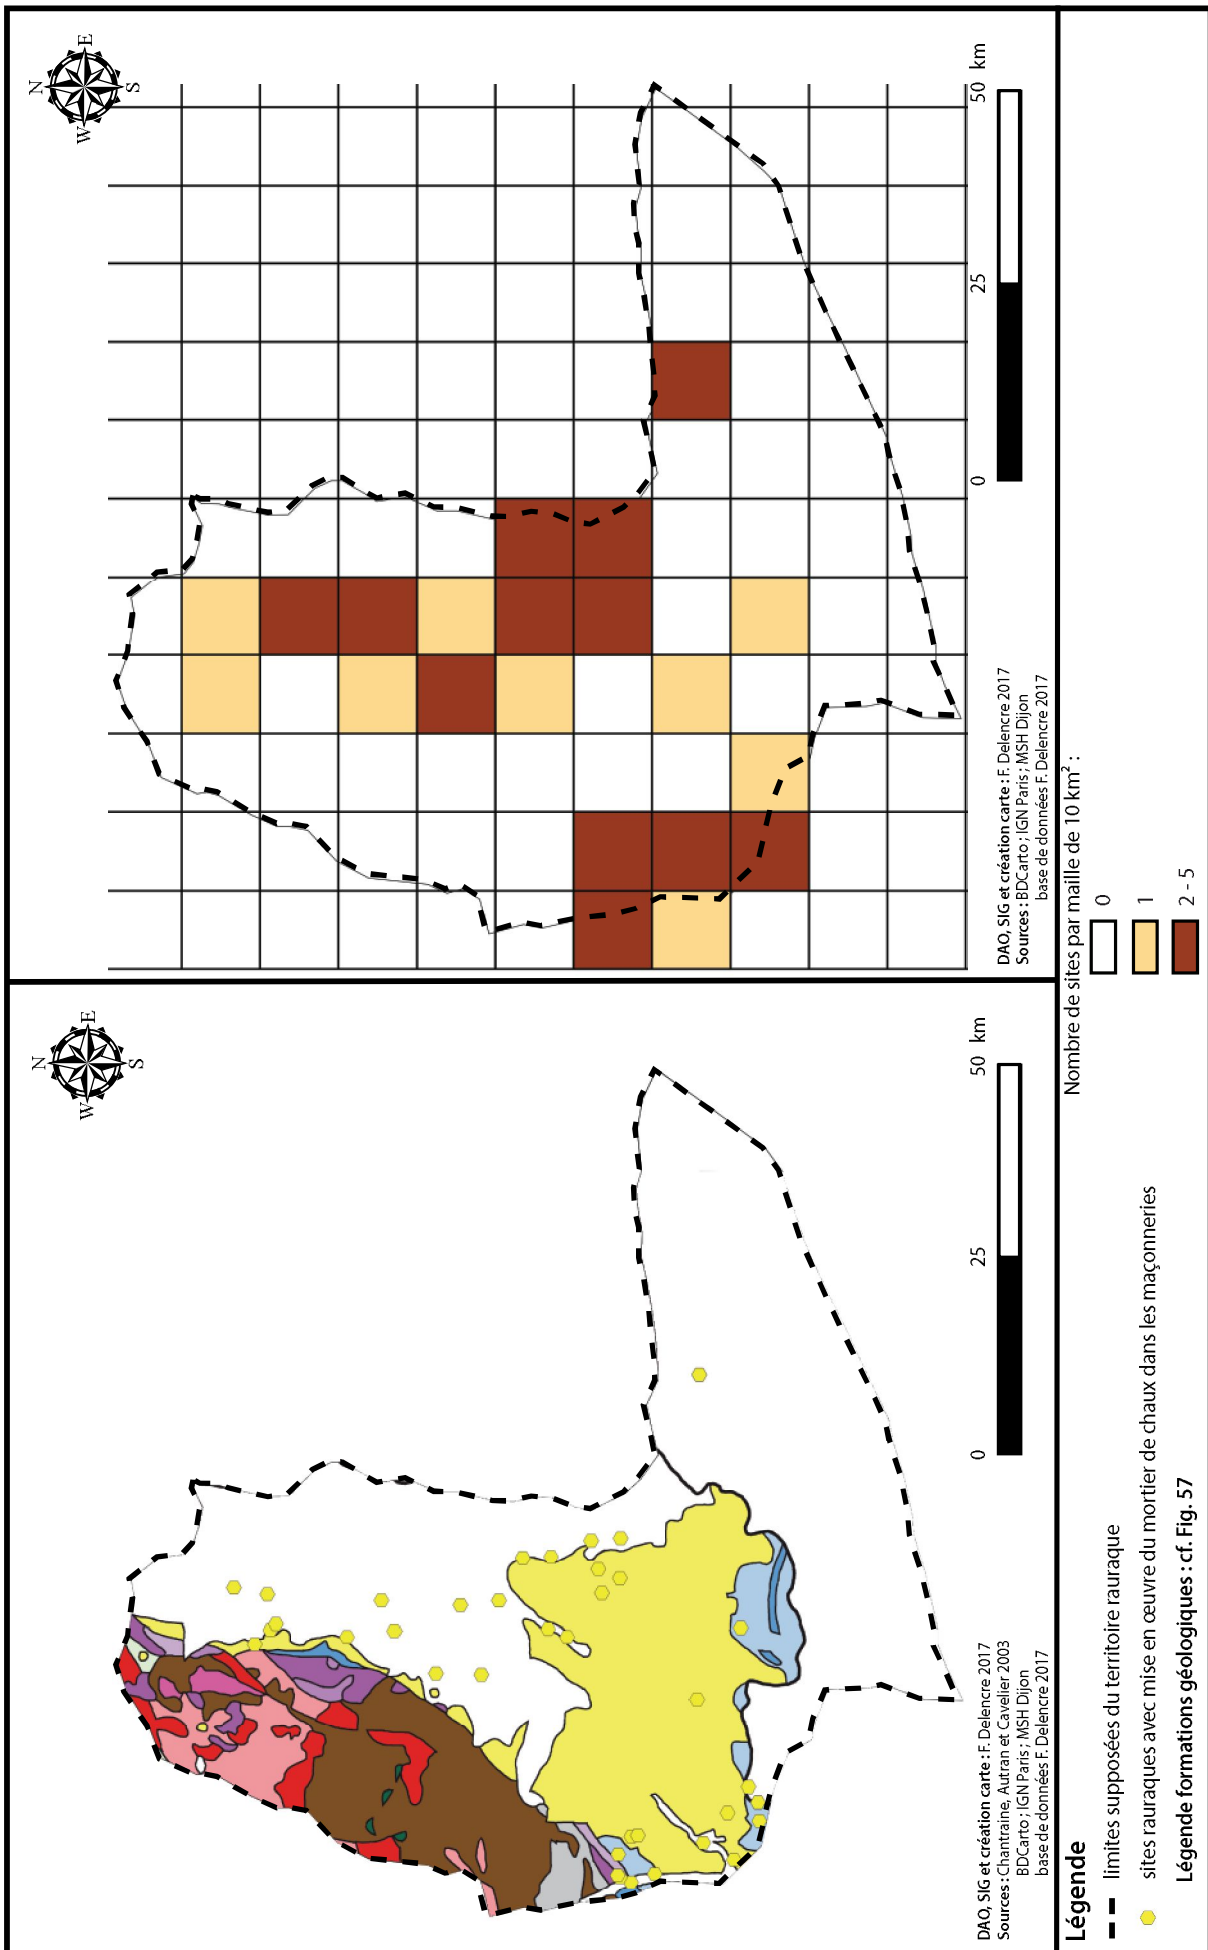 N
E
S
W
0
25
50
km
DAO, SIG et création carte : F. Delencre 2017
Sources : Chantraine, Autran et Cavelier 2003
BDCarto ; IGN Paris ; MSH Dijon
base de données F. Delencre 2017
N
E
S
W
0
25
50
km
DAO, SIG et création carte : F. Delencre 2017
Sources : BDCarto ; IGN Paris ; MSH Dijon
base de données F. Delencre 2017
Légende
limites supposées du territoire rauraque
sites rauraques avec mise en œuvre du mortier de chaux dans les maçonneries
Légende formations géologiques : cf. Fig. 57
Nombre de sites par maille de 10 km² :
0
1
2 - 5